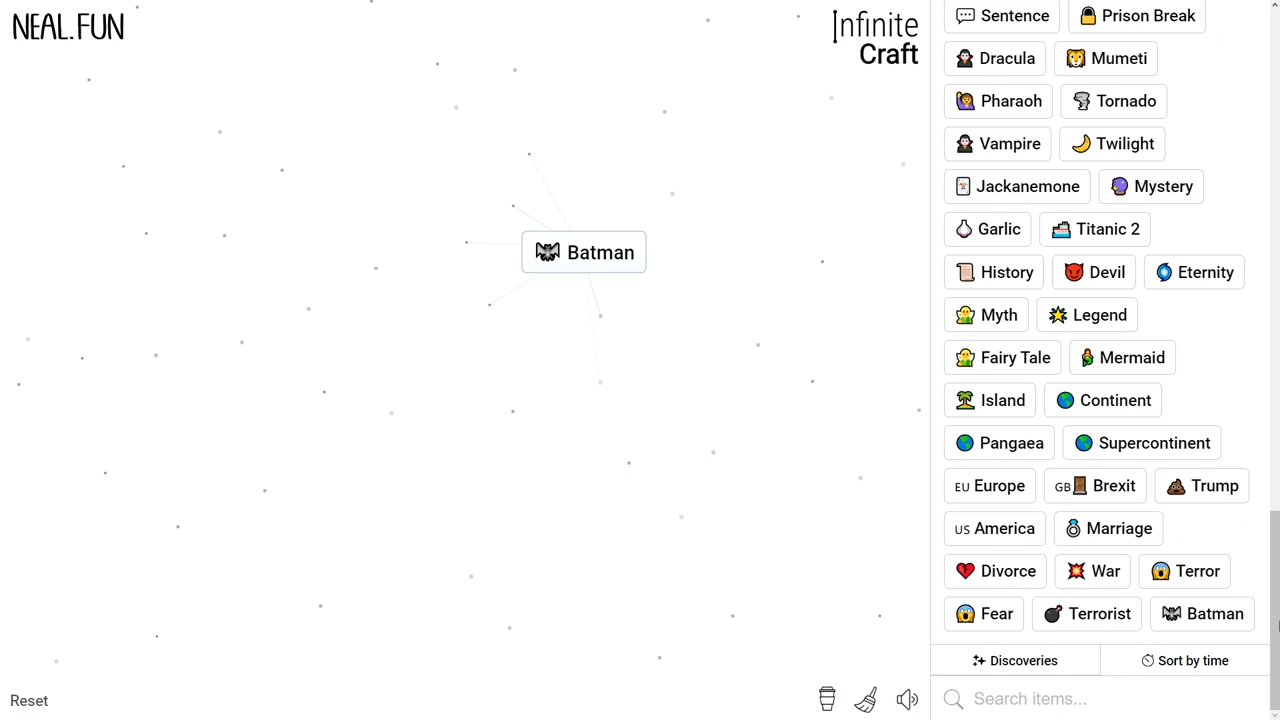 NEAL.FUN
Infinite
Craft
Batman
Sentence Prison Break
Dracula Mumeti
Pharaoh Tornado
Vampire Twilight
Jackanemone Mystery
Garlic Titanic 2
History Devil Eternity
Myth Legend
Fairy Tale Mermaid
Island Continent
Pangaea Supercontinent
EU Europe GB Brexit Trump
US America Marriage
Divorce War Terror
Fear Terrorist Batman
Discoveries Sort by time
Search items...
Reset